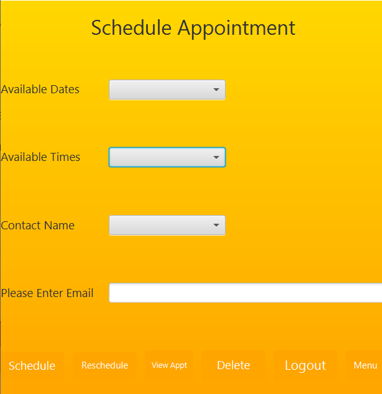 Schedule Appointment
Available Dates
Available Times
Contact Name
Please Enter Email
Schedule Reschedule View Appt Delete Logout Menu